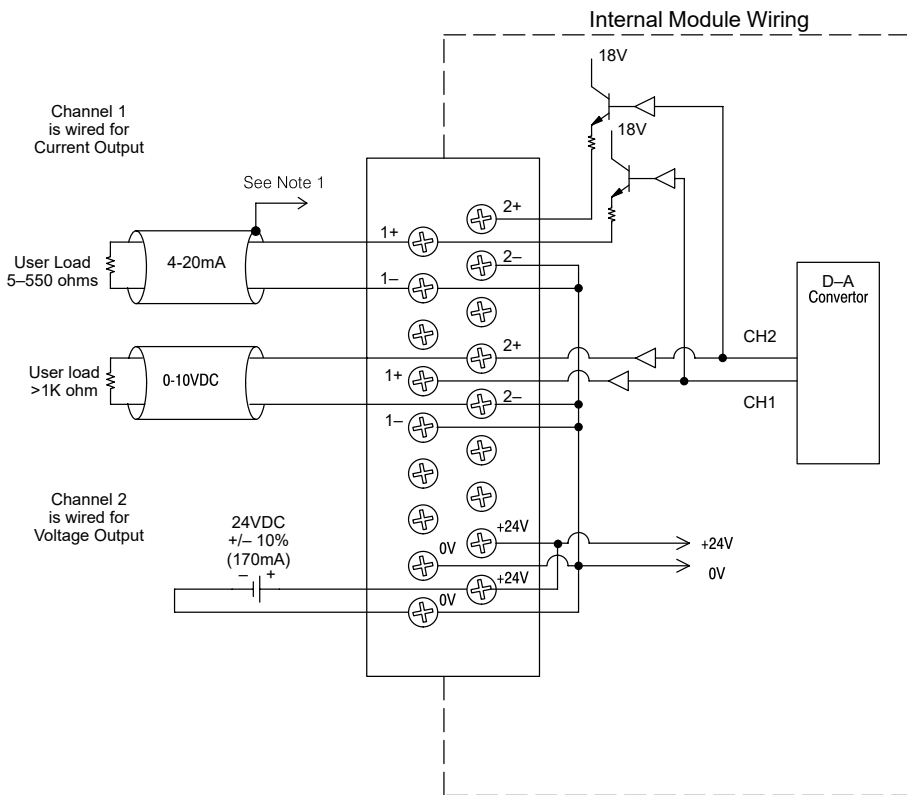 Internal Module Wiring
18V
18V
Channel 1
is wired for
Current Output
See Note 1
2+
1+
2–
4-20mA
User Load
5–550 ohms
1–
D–A
Convertor
CH2
2+
0-10VDC
User load
>1K ohm
1+
CH1
2–
1–
Channel 2
is wired for
Voltage Output
24VDC
+/– 10%
(170mA)
– +
+24V
0V
+24V
0V
+24V
0V